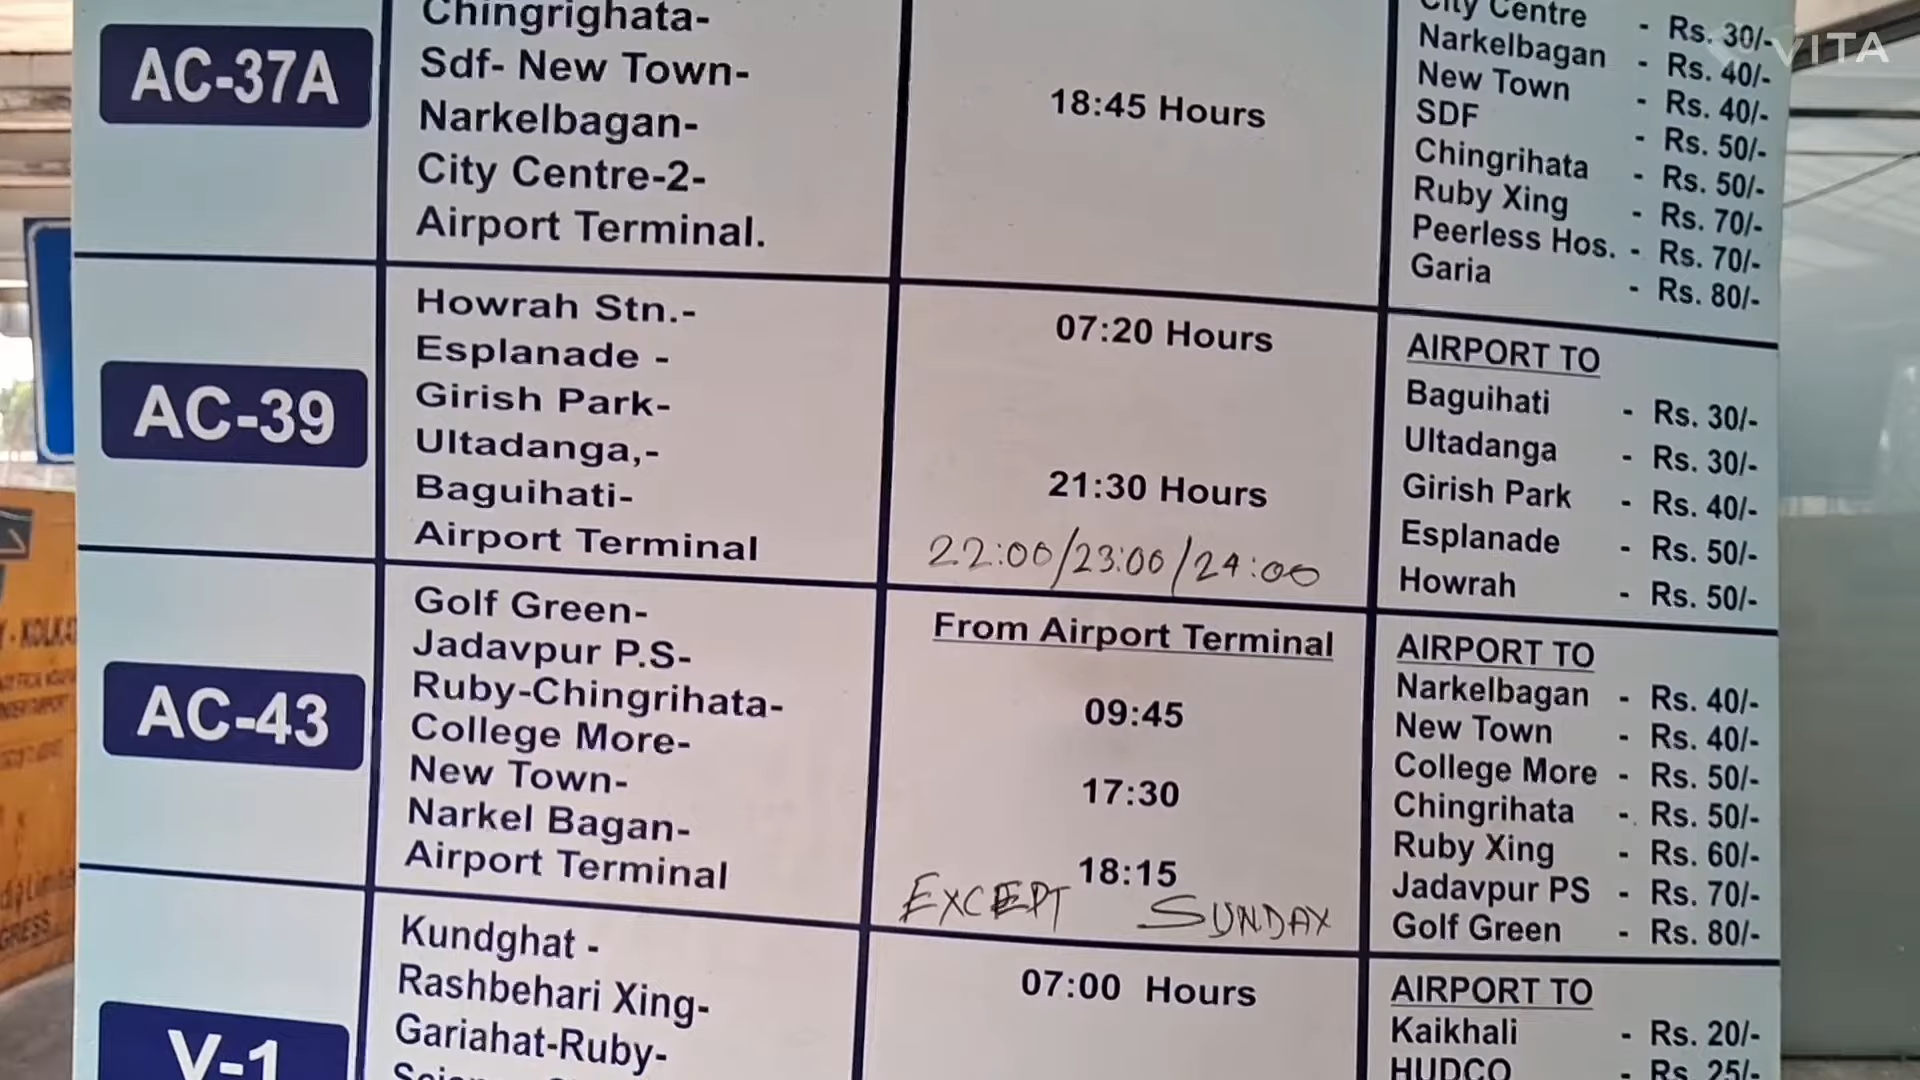 VITA
AC-37A
Chingrighata-
Sdf- New Town-
Narkelbagan-
City Centre-2-
Airport Terminal.
18:45 Hours
City Centre - Rs. 30/-
Narkelbagan - Rs. 40/-
New Town - Rs. 40/-
SDF - Rs. 50/-
Chingrihata - Rs. 50/-
Ruby Xing - Rs. 70/-
Peerless Hos. - Rs. 70/-
Garia - Rs. 80/-
AC-39
Howrah Stn.-
Esplanade -
Girish Park-
Ultadanga,-
Baguihati-
Airport Terminal
07:20 Hours
21:30 Hours
22:00/23:00/24:00
AIRPORT TO
Baguihati - Rs. 30/-
Ultadanga - Rs. 30/-
Girish Park - Rs. 40/-
Esplanade - Rs. 50/-
Howrah - Rs. 50/-
AC-43
Golf Green-
Jadavpur P.S-
Ruby-Chingrihata-
College More-
New Town-
Narkel Bagan-
Airport Terminal
From Airport Terminal
09:45
17:30
18:15
EXCEPT SUNDAY
AIRPORT TO
Narkelbagan - Rs. 40/-
New Town - Rs. 40/-
College More - Rs. 50/-
Chingrihata - Rs. 50/-
Ruby Xing - Rs. 60/-
Jadavpur PS - Rs. 70/-
Golf Green - Rs. 80/-
V-1
Kundghat -
Rashbehari Xing-
Gariahat-Ruby-
07:00 Hours
AIRPORT TO
Kaikhali - Rs. 20/-
HUDCO - Rs. 25/-